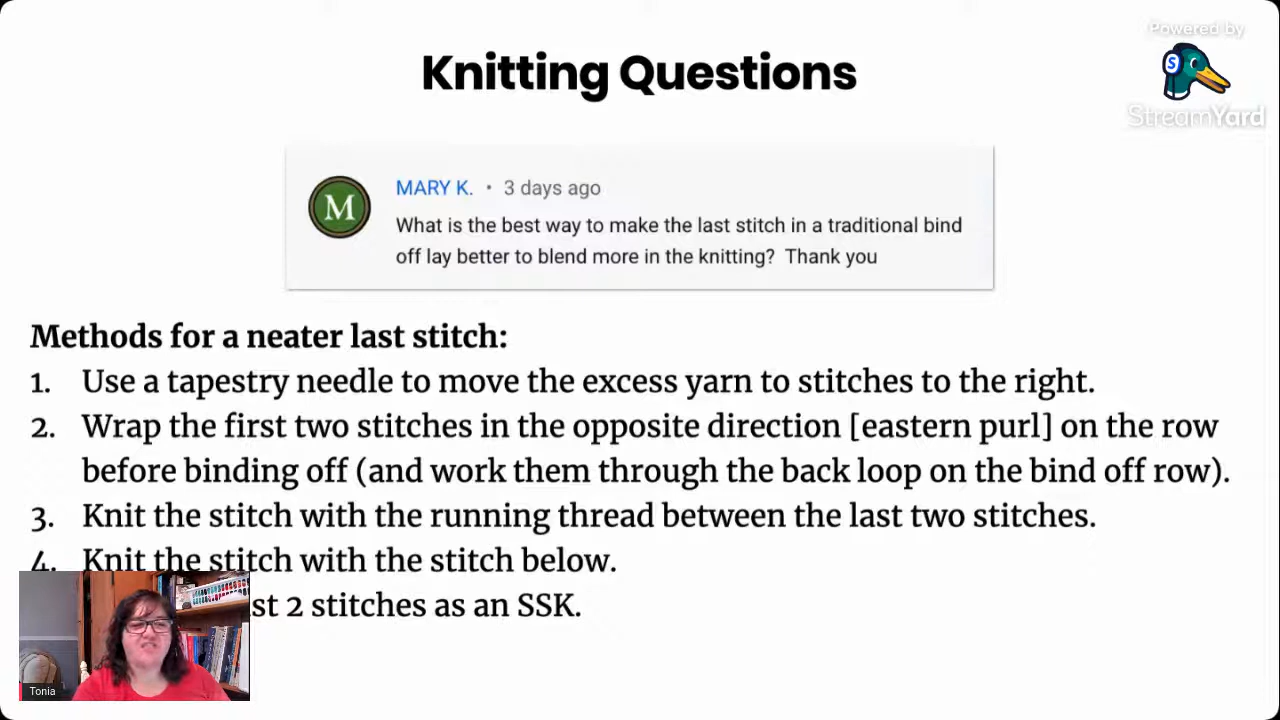 Powered by
StreamYard
Knitting Questions
M
MARY K. • 3 days ago
What is the best way to make the last stitch in a traditional bind
off lay better to blend more in the knitting? Thank you
Methods for a neater last stitch:
1. Use a tapestry needle to move the excess yarn to stitches to the right.
2. Wrap the first two stitches in the opposite direction [eastern purl] on the row
before binding off (and work them through the back loop on the bind off row).
3. Knit the stitch with the running thread between the last two stitches.
4. Knit the stitch with the stitch below.
2 stitches as an SSK.
Tonia